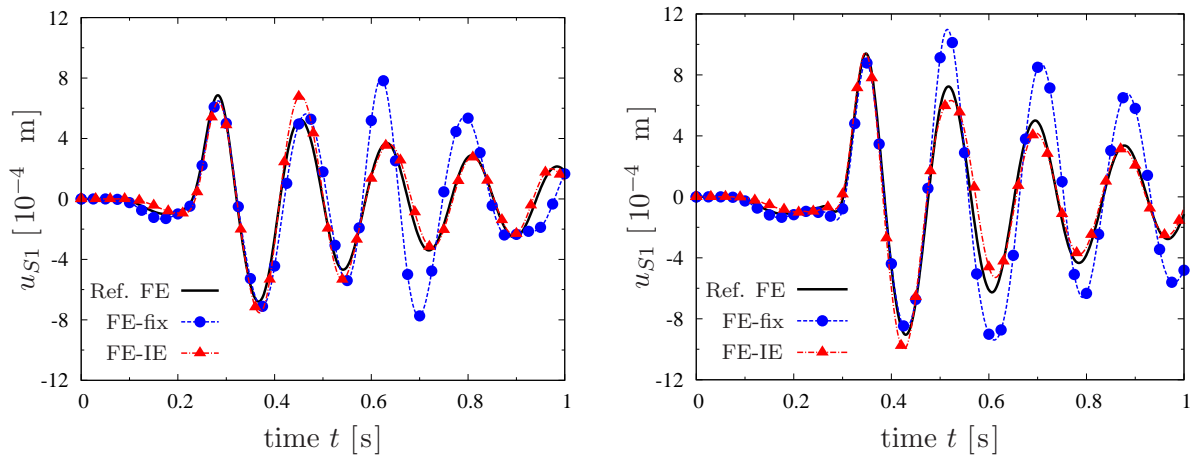 12
8
4
0
-4
-8
-12
u_{S1} [10^{-4} m]
Ref. FE
FE-fix
FE-IE
0 0.2 0.4 0.6 0.8 1
time t [s]
12
8
4
0
-4
-8
-12
u_{S1} [10^{-4} m]
Ref. FE
FE-fix
FE-IE
0 0.2 0.4 0.6 0.8 1
time t [s]